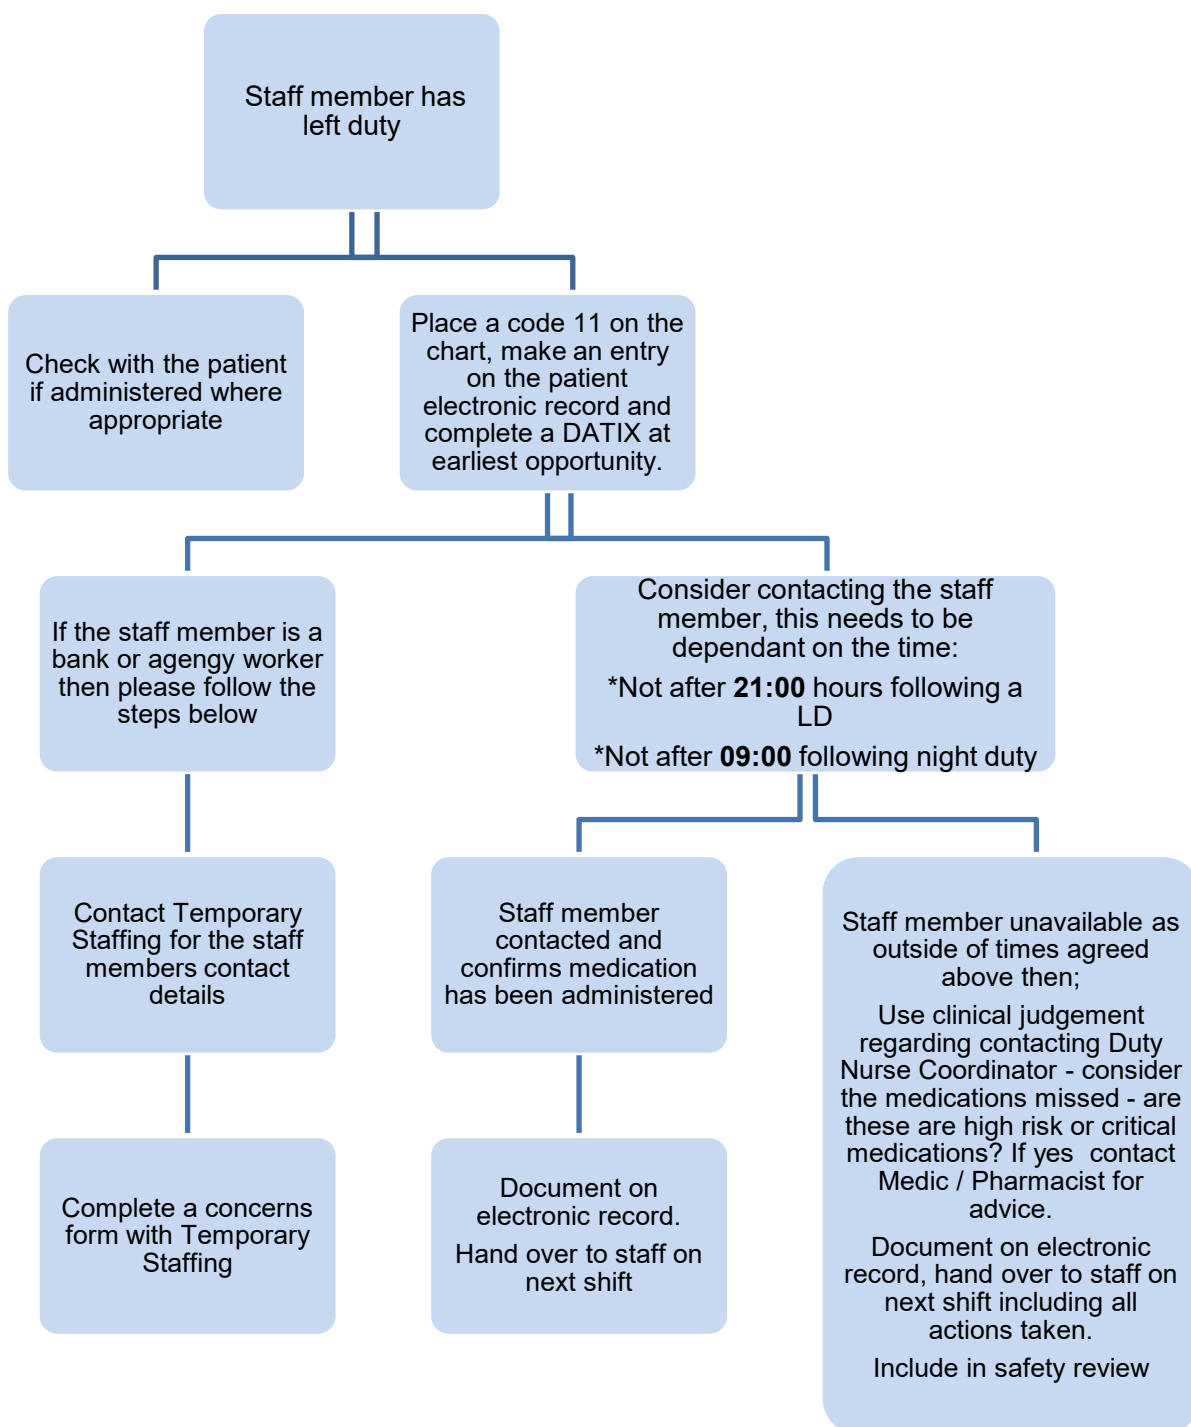 Staff member has
left duty
Check with the patient
if administered where
appropriate
Place a code 11 on the
chart, make an entry
on the patient
electronic record and
complete a DATIX at
earliest opportunity.
If the staff member is a
bank or agengy worker
then please follow the
steps below
Consider contacting the staff
member, this needs to be
dependant on the time:
*Not after 21:00 hours following a
LD
*Not after 09:00 following night duty
Contact Temporary
Staffing for the staff
members contact
details
Staff member
contacted and
confirms medication
has been administered
Staff member unavailable as
outside of times agreed
above then;
Use clinical judgement
regarding contacting Duty
Nurse Coordinator - consider
the medications missed - are
these are high risk or critical
medications? If yes  contact
Medic / Pharmacist for
advice.
Document on electronic
record, hand over to staff on
next shift including all
actions taken.
Include in safety review
Complete a concerns
form with Temporary
Staffing
Document on
electronic record.
Hand over to staff on
next shift